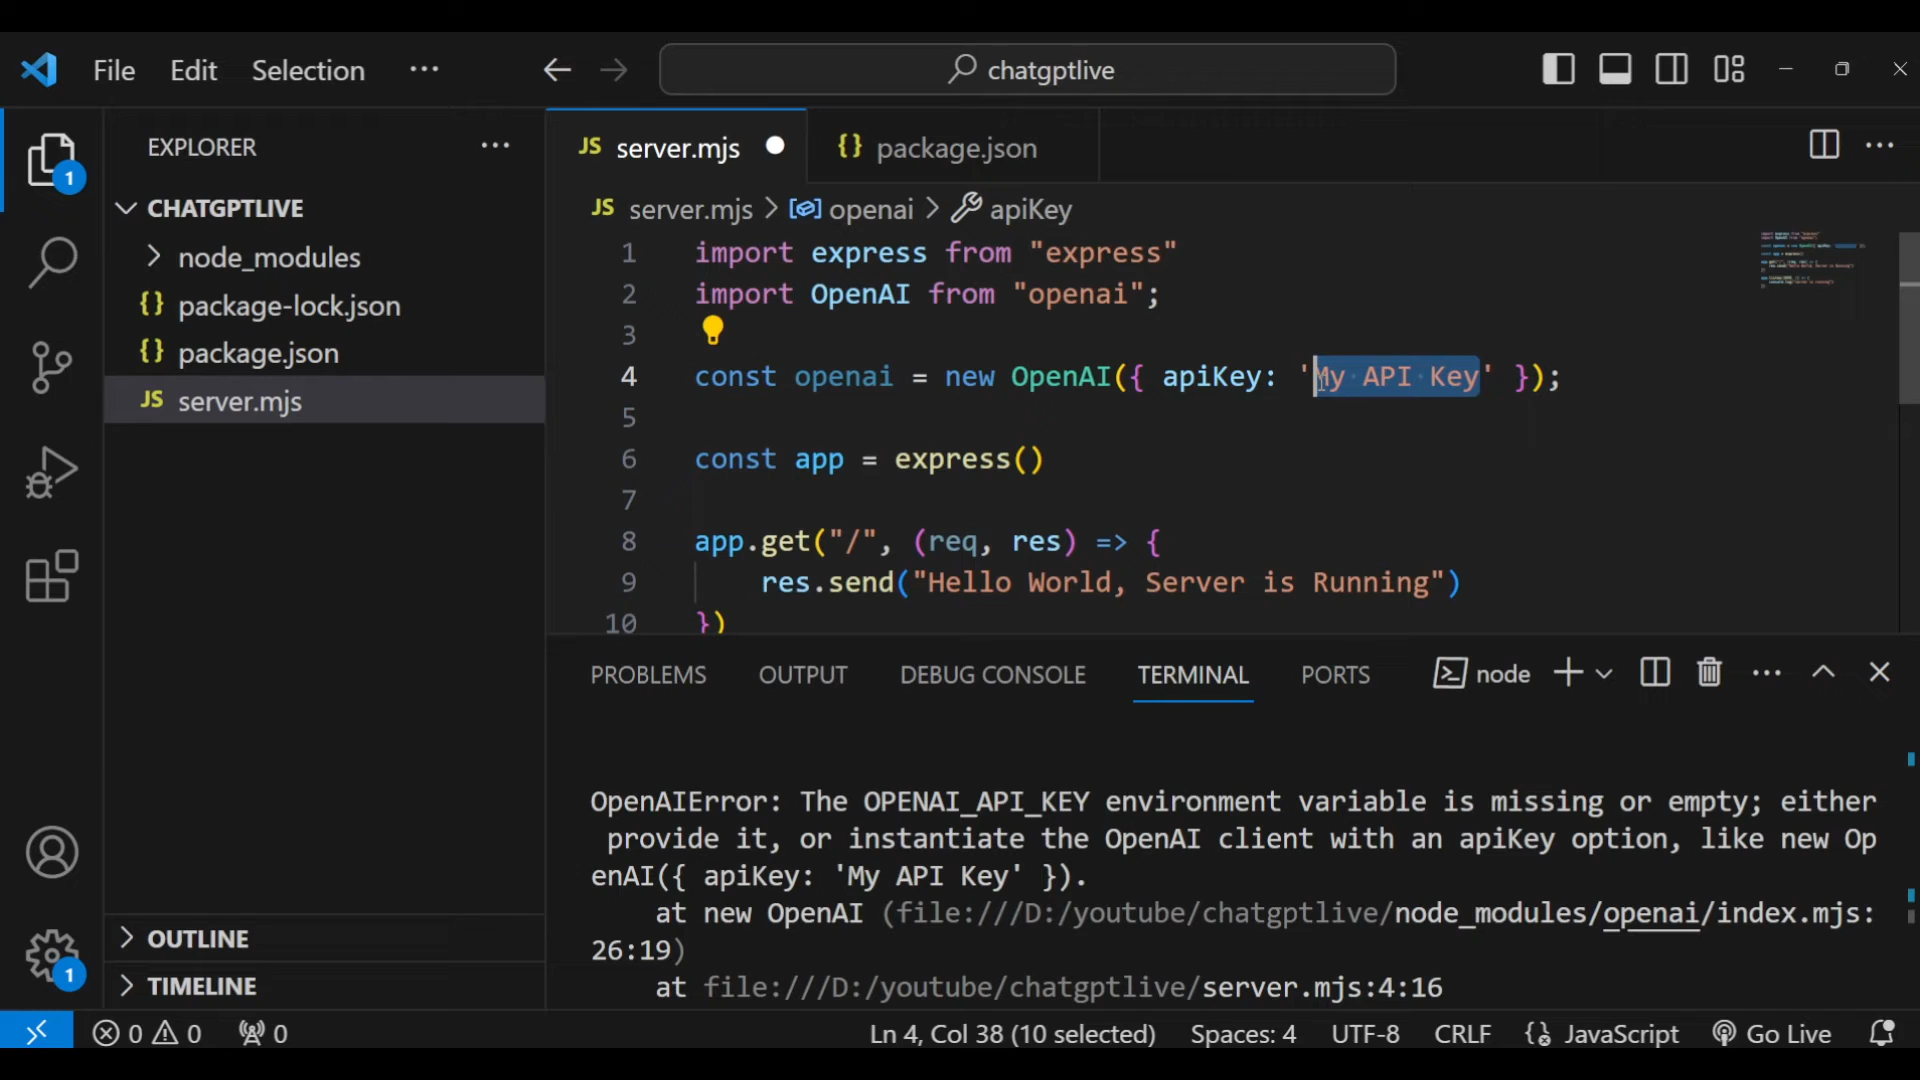 File Edit Selection ··· chatgptlive
EXPLORER ···
CHATGPTLIVE
node_modules
{} package-lock.json
{} package.json
JS server.mjs
OUTLINE
TIMELINE
1
1
JS server.mjs {} package.json ···
JS server.mjs > openai > apiKey
1 import express from "express"
2 import OpenAI from "openai";
3
4 const openai = new OpenAI({ apiKey: 'My API Key' });
5
6 const app = express()
7
8 app.get("/", (req, res) => {
9 res.send("Hello World, Server is Running")
10 })
PROBLEMS OUTPUT DEBUG CONSOLE TERMINAL PORTS node ···
OpenAIError: The OPENAI_API_KEY environment variable is missing or empty; either
provide it, or instantiate the OpenAI client with an apiKey option, like new Op
enAI({ apiKey: 'My API Key' }).
at new OpenAI (file:///D:/youtube/chatgptlive/node_modules/openai/index.mjs:
26:19)
at file:///D:/youtube/chatgptlive/server.mjs:4:16
0 0 0 Ln 4, Col 38 (10 selected) Spaces: 4 UTF-8 CRLF JavaScript Go Live